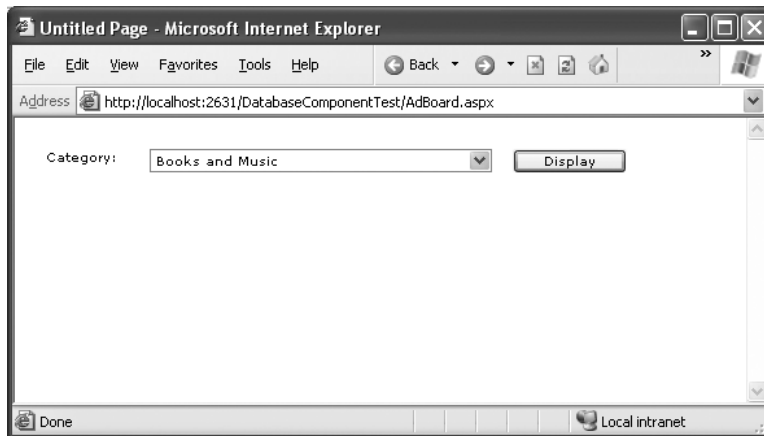 Untitled Page - Microsoft Internet Explorer
File Edit View Favorites Tools Help Back »
Address http://localhost:2631/DatabaseComponentTest/AdBoard.aspx
Category: Books and Music Display
Done Local intranet